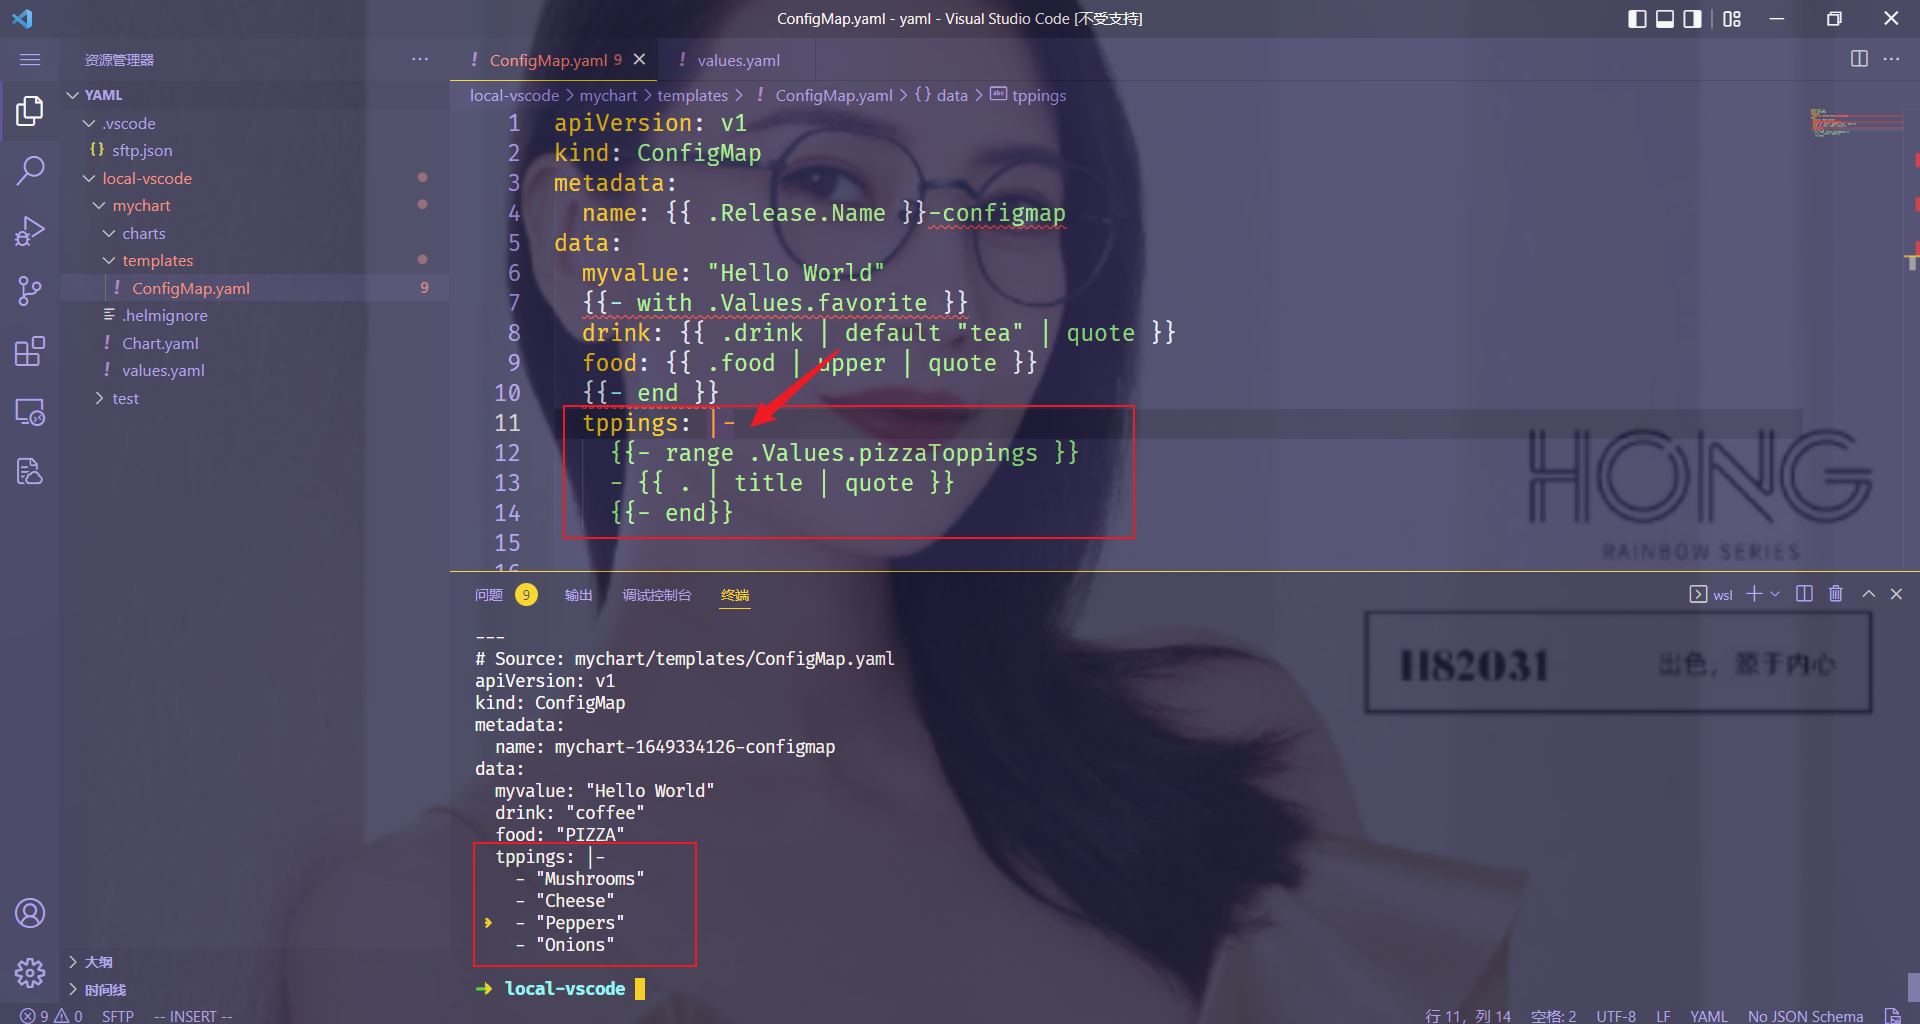 ConfigMap.yaml - yaml - Visual Studio Code [不受支持]
资源管理器
YAML
.vscode
sftp.json
local-vscode
mychart
charts
templates
ConfigMap.yaml 9
.helmignore
Chart.yaml
values.yaml
test
大纲
时间线
ConfigMap.yaml 9
values.yaml
local-vscode > mychart > templates > ! ConfigMap.yaml > {} data > abc tppings
1 apiVersion: v1
2 kind: ConfigMap
3 metadata:
4   name: {{ .Release.Name }}-configmap
5 data:
6   myvalue: "Hello World"
7   {{- with .Values.favorite }}
8   drink: {{ .drink | default "tea" | quote }}
9   food: {{ .food | upper | quote }}
10   {{- end }}
11   tppings: |-
12     {{- range .Values.pizzaToppings }}
13     - {{ . | title | quote }}
14     {{- end}}
15
16
HONG
RAINBOW SERIES
问题 9 输出 调试控制台 终端
wsl
H82031 出色，源于内心
---
# Source: mychart/templates/ConfigMap.yaml
apiVersion: v1
kind: ConfigMap
metadata:
  name: mychart-1649334126-configmap
data:
  myvalue: "Hello World"
  drink: "coffee"
  food: "PIZZA"
  tppings: |-
    - "Mushrooms"
    - "Cheese"
    - "Peppers"
    - "Onions"
➜ local-vscode
9 0 SFTP -- INSERT --
行 11，列 14 空格: 2 UTF-8 LF YAML No JSON Schema